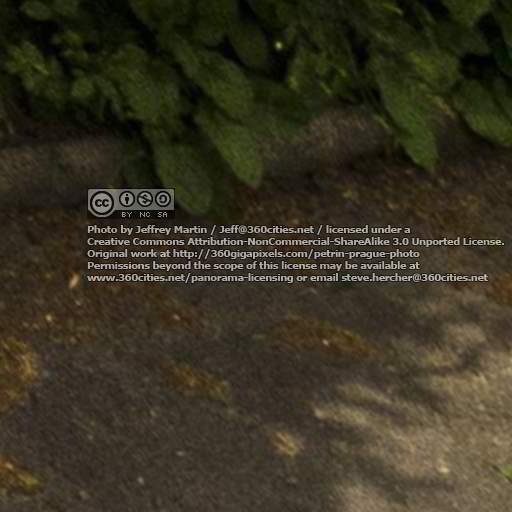 cc
BY NC SA
Photo by Jeffrey Martin / Jeff@360cities.net / licensed under a
Creative Commons Attribution-NonCommercial-ShareAlike 3.0 Unported License.
Original work at http://360gigapixels.com/petrin-prague-photo
Permissions beyond the scope of this license may be available at
www.360cities.net/panorama-licensing or email steve.hercher@360cities.net